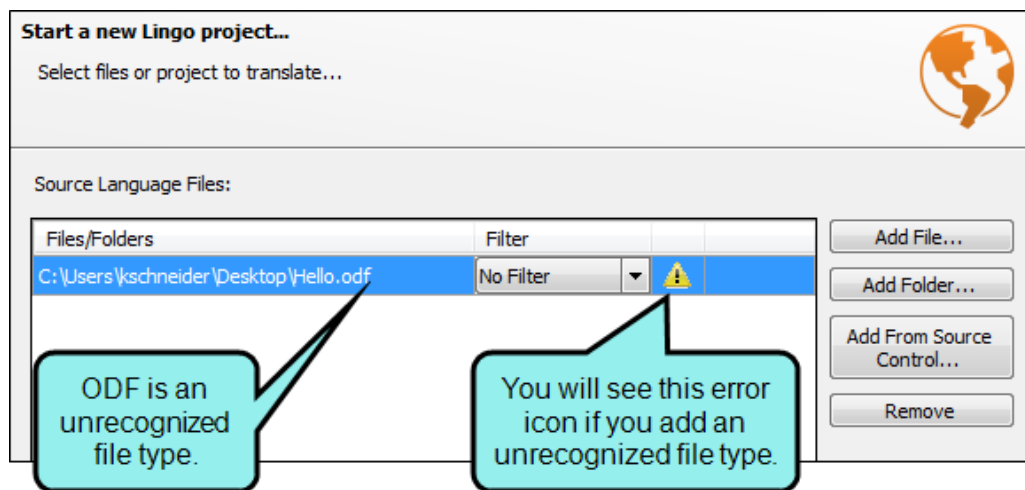 Start a new Lingo project...
Select files or project to translate...
Source Language Files:
Files/Folders
Filter
C:\Users\kschneider\Desktop\Hello.odf
No Filter
Add File...
Add Folder...
Add From Source
Control...
Remove
ODF is an
unrecognized
file type.
You will see this error
icon if you add an
unrecognized file type.